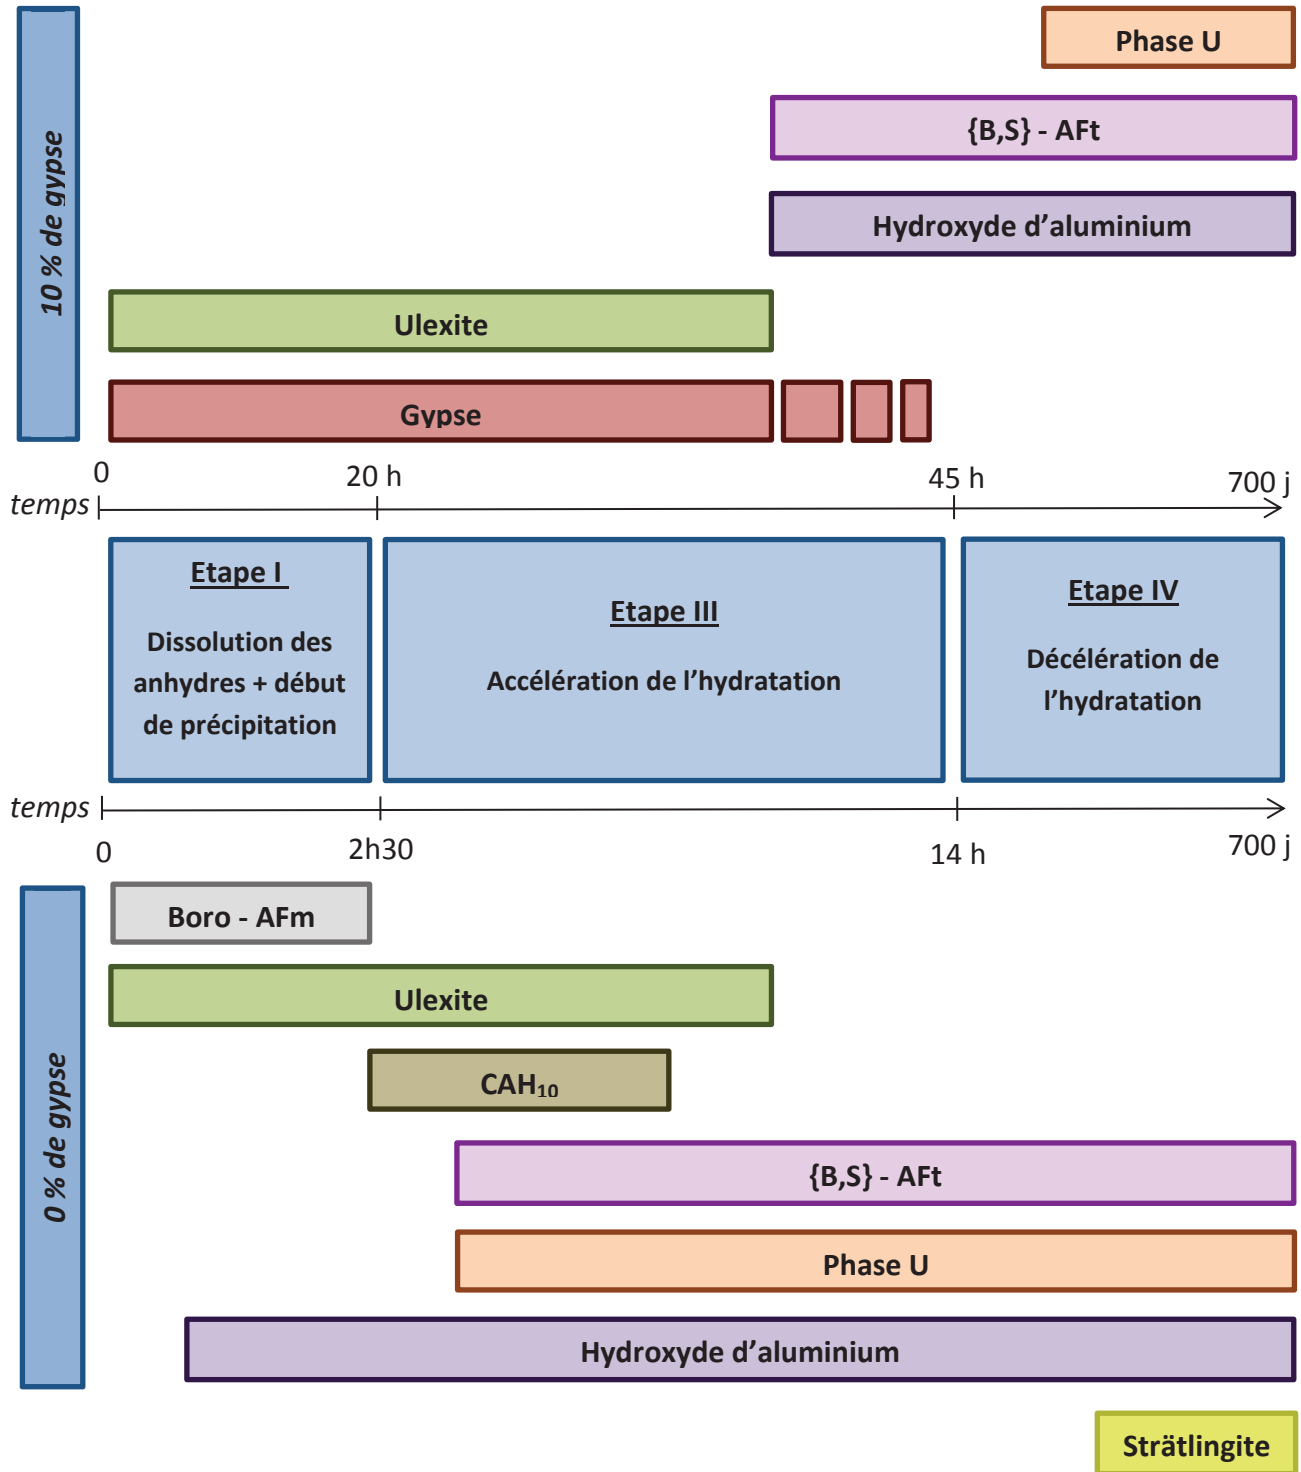 Phase U
{B,S} - AFt
Hydroxyde d’aluminium
10 % de gypse
Ulexite
Gypse
0
20 h
45 h
700 j
temps
Etape I
Dissolution des
anhydres + début
de précipitation
Etape III
Accélération de l’hydratation
Etape IV
Décélération de
l’hydratation
temps
0
2h30
14 h
700 j
Boro - AFm
Ulexite
CAH₁₀
0 % de gypse
{B,S} - AFt
Phase U
Hydroxyde d’aluminium
Strätlingite